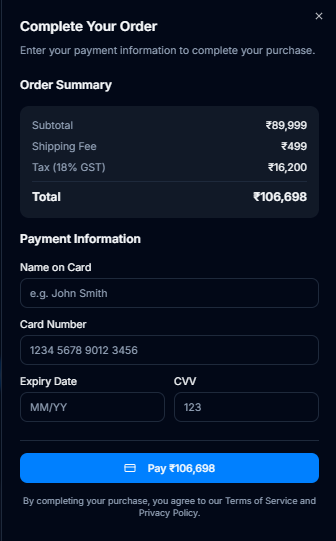 Complete Your Order
Enter your payment information to complete your purchase.
Order Summary
Subtotal ₹89,999
Shipping Fee ₹499
Tax (18% GST) ₹16,200
Total ₹106,698
Payment Information
Name on Card
e.g. John Smith
Card Number
1234 5678 9012 3456
Expiry Date CVV
MM/YY 123
Pay ₹106,698
By completing your purchase, you agree to our Terms of Service and
Privacy Policy.